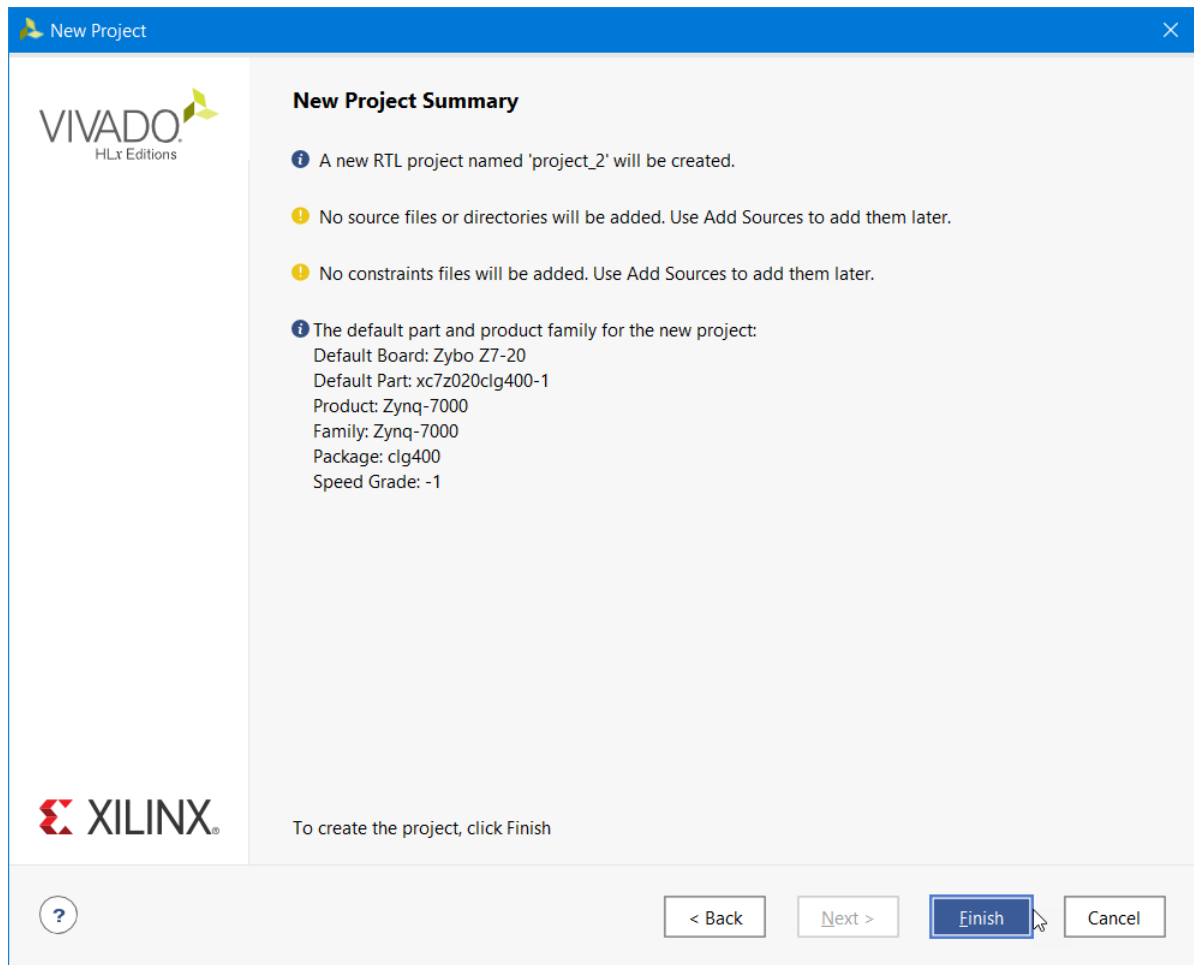 New Project
VIVADO.
HLx Editions
New Project Summary
A new RTL project named 'project_2' will be created.
No source files or directories will be added. Use Add Sources to add them later.
No constraints files will be added. Use Add Sources to add them later.
The default part and product family for the new project:
Default Board: Zybo Z7-20
Default Part: xc7z020clg400-1
Product: Zynq-7000
Family: Zynq-7000
Package: clg400
Speed Grade: -1
XILINX®
To create the project, click Finish
?
< Back
Next >
Finish
Cancel